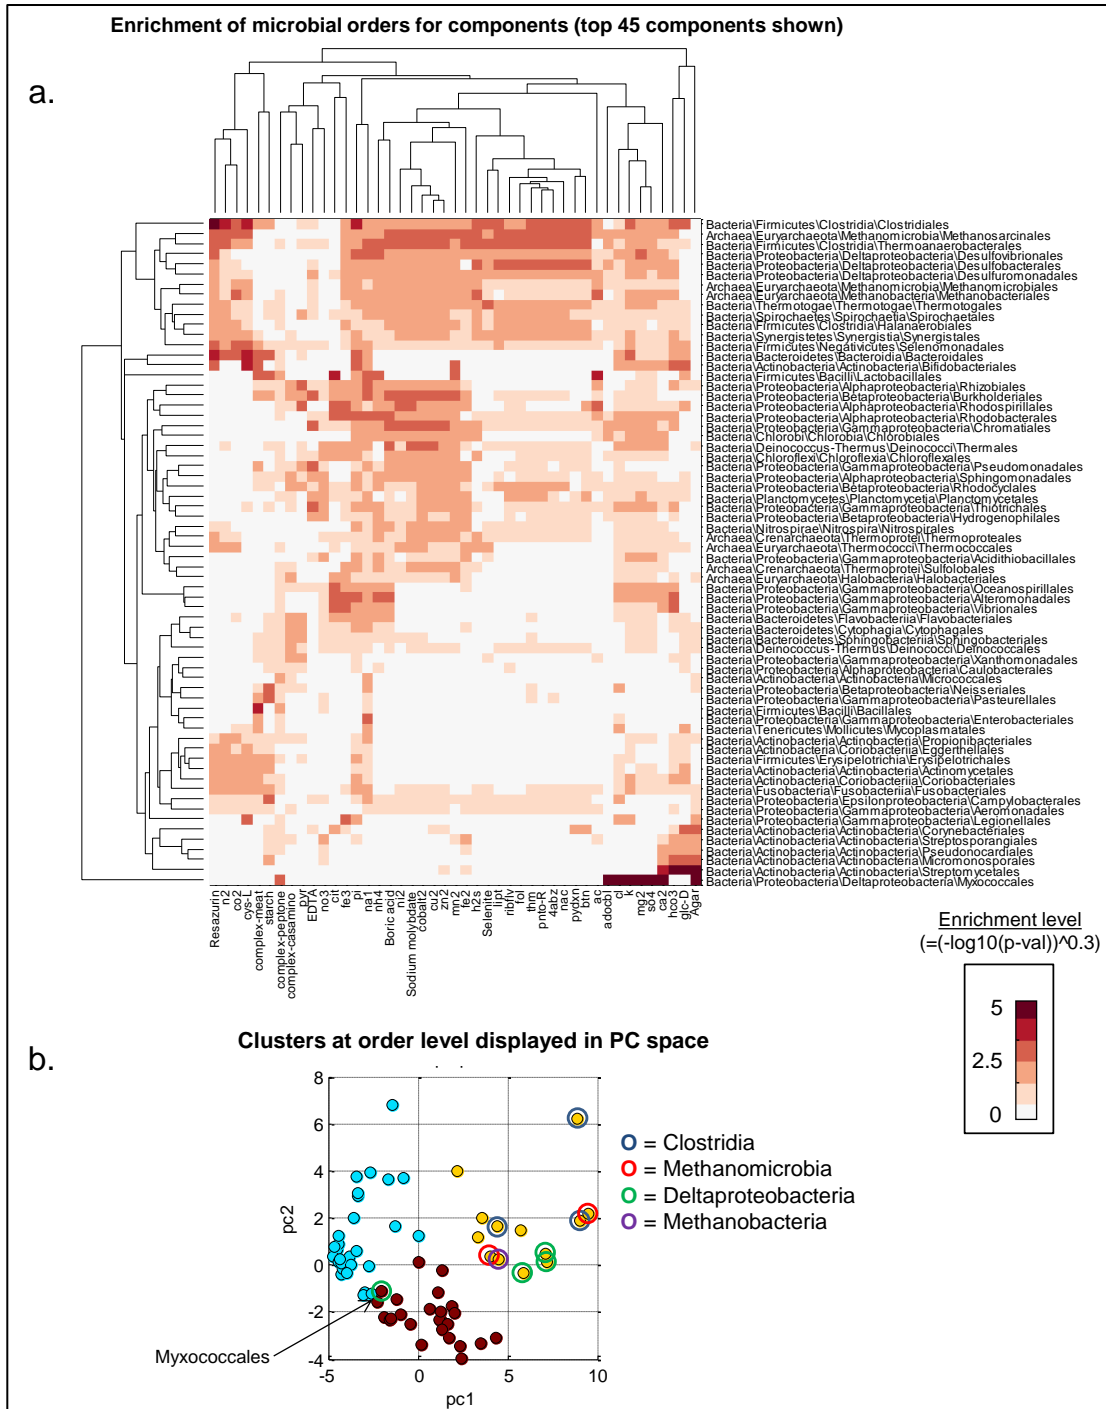 Enrichment of microbial orders for components (top 45 components shown)
a.
Bacteria\Firmicutes\Clostridia\Clostridiales
Archaea\Euryarchaeota\Methanomicrobia\Methanosarcinales
Bacteria\Firmicutes\Clostridia\Thermoanaerobacterales
Bacteria\Proteobacteria\Deltaproteobacteria\Desulfovibrionales
Bacteria\Proteobacteria\Deltaproteobacteria\Desulfobacterales
Bacteria\Proteobacteria\Deltaproteobacteria\Desulfuromonadales
Archaea\Euryarchaeota\Methanomicrobia\Methanomicrobiales
Archaea\Euryarchaeota\Methanobacteria\Methanobacteriales
Bacteria\Thermotogae\Thermotogae\Thermotogales
Bacteria\Spirochaetes\Spirochaetia\Spirochaetales
Bacteria\Firmicutes\Clostridia\Halanaerobiales
Bacteria\Synergistetes\Synergistia\Synergistales
Bacteria\Firmicutes\Negativicutes\Selenomonadales
Bacteria\Bacteroidetes\Bacteroidia\Bacteroidales
Bacteria\Actinobacteria\Actinobacteria\Bifidobacteriales
Bacteria\Firmicutes\Bacilli\Lactobacillales
Bacteria\Proteobacteria\Alphaproteobacteria\Rhizobiales
Bacteria\Proteobacteria\Betaproteobacteria\Burkholderiales
Bacteria\Proteobacteria\Alphaproteobacteria\Rhodospirillales
Bacteria\Proteobacteria\Alphaproteobacteria\Rhodobacterales
Bacteria\Proteobacteria\Gammaproteobacteria\Chromatiales
Bacteria\Chlorobi\Chlorobia\Chlorobiales
Bacteria\Deinococcus-Thermus\Deinococci\Thermales
Bacteria\Chloroflexi\Chloroflexia\Chloroflexales
Bacteria\Proteobacteria\Gammaproteobacteria\Pseudomonadales
Bacteria\Proteobacteria\Alphaproteobacteria\Sphingomonadales
Bacteria\Proteobacteria\Betaproteobacteria\Rhodocyclales
Bacteria\Planctomycetes\Planctomycetia\Planctomycetales
Bacteria\Proteobacteria\Gammaproteobacteria\Thiotrichales
Bacteria\Proteobacteria\Betaproteobacteria\Hydrogenophilales
Bacteria\Nitrospirae\Nitrospira\Nitrospirales
Archaea\Crenarchaeota\Thermoprotei\Thermoproteales
Archaea\Euryarchaeota\Thermococci\Thermococcales
Bacteria\Proteobacteria\Gammaproteobacteria\Acidithiobacillales
Archaea\Crenarchaeota\Thermoprotei\Sulfolobales
Archaea\Euryarchaeota\Halobacteria\Halobacteriales
Bacteria\Proteobacteria\Gammaproteobacteria\Oceanospirillales
Bacteria\Proteobacteria\Gammaproteobacteria\Alteromonadales
Bacteria\Proteobacteria\Gammaproteobacteria\Vibrionales
Bacteria\Bacteroidetes\Flavobacteriia\Flavobacteriales
Bacteria\Bacteroidetes\Cytophagia\Cytophagales
Bacteria\Bacteroidetes\Sphingobacteriia\Sphingobacteriales
Bacteria\Deinococcus-Thermus\Deinococci\Deinococcales
Bacteria\Proteobacteria\Gammaproteobacteria\Xanthomonadales
Bacteria\Proteobacteria\Alphaproteobacteria\Caulobacterales
Bacteria\Actinobacteria\Actinobacteria\Micrococcales
Bacteria\Proteobacteria\Betaproteobacteria\Neisseriales
Bacteria\Proteobacteria\Gammaproteobacteria\Pasteurellales
Bacteria\Firmicutes\Bacilli\Bacillales
Bacteria\Proteobacteria\Gammaproteobacteria\Enterobacteriales
Bacteria\Tenericutes\Mollicutes\Mycoplasmatales
Bacteria\Actinobacteria\Actinobacteria\Propionibacteriales
Bacteria\Actinobacteria\Coriobacteriia\Eggerthellales
Bacteria\Firmicutes\Erysipelotrichia\Erysipelotrichales
Bacteria\Actinobacteria\Actinobacteria\Actinomycetales
Bacteria\Actinobacteria\Coriobacteriia\Coriobacteriales
Bacteria\Fusobacteria\Fusobacteriia\Fusobacteriales
Bacteria\Proteobacteria\Epsilonproteobacteria\Campylobacterales
Bacteria\Proteobacteria\Gammaproteobacteria\Aeromonadales
Bacteria\Proteobacteria\Gammaproteobacteria\Legionellales
Bacteria\Actinobacteria\Actinobacteria\Corynebacteriales
Bacteria\Actinobacteria\Actinobacteria\Streptosporangiales
Bacteria\Actinobacteria\Actinobacteria\Pseudonocardiales
Bacteria\Actinobacteria\Actinobacteria\Micromonosporales
Bacteria\Actinobacteria\Actinobacteria\Streptomycetales
Bacteria\Proteobacteria\Deltaproteobacteria\Myxococcales
Resazurin
n2
co2
cys-L
complex-meat
starch
complex-peptone
complex-casamino
pyr
EDTA
no3
cit
fe3
pi
na1
nh4
Boric acid
ni2
Sodium molybdate
cobalt2
cu2
zn2
mn2
fe2
h2s
Selenite
lipt
ribflv
fol
thm
pnto-R
4abz
nac
pydxn
btn
ac
adocbl
cl
k
mg2
so4
ca2
hco3
glc-D
Agar
Enrichment level
(=(-log10(p-val))^0.3)
5
2.5
0
b.
Clusters at order level displayed in PC space
8
6
4
2
0
-2
-4
-5
0
5
10
pc2
pc1
Myxococcales
O = Clostridia
O = Methanomicrobia
O = Deltaproteobacteria
O = Methanobacteria